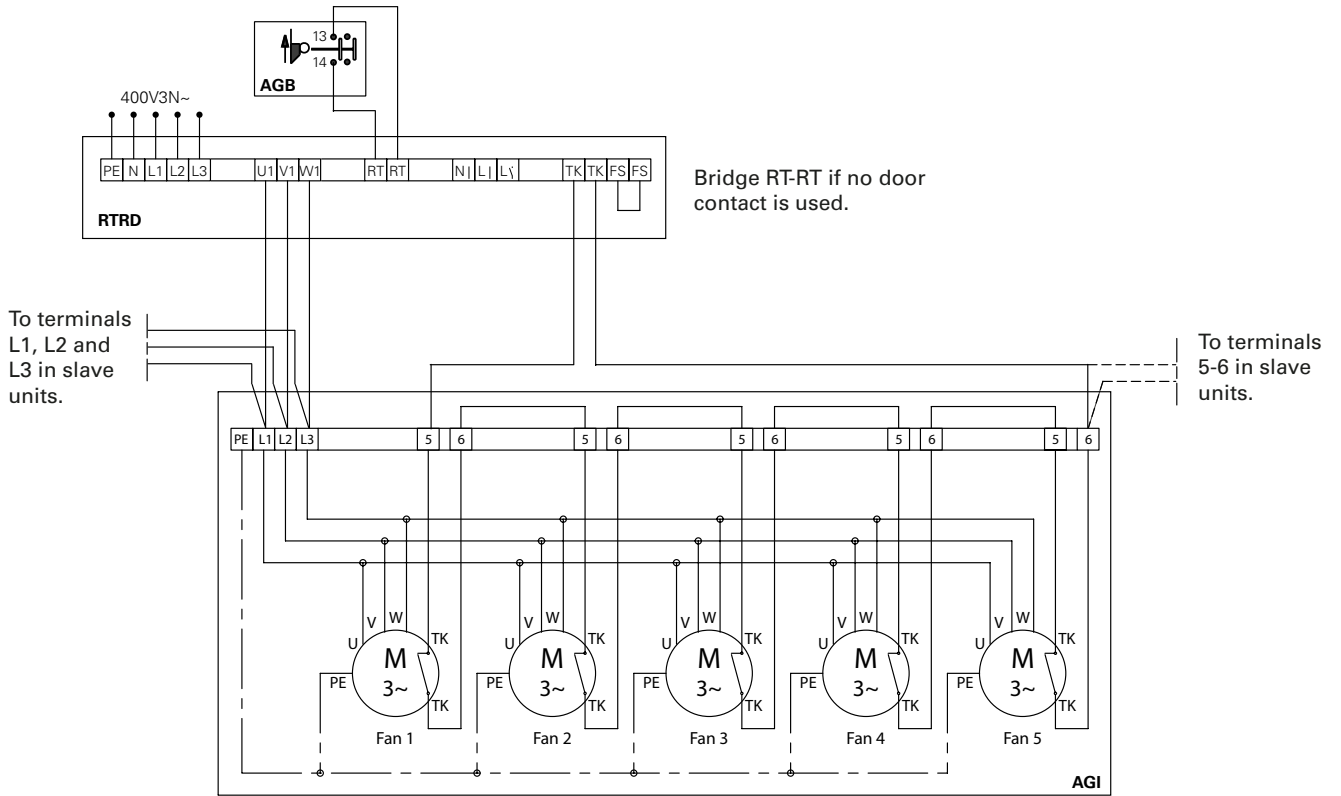 13
14
AGB
400V3N~
PE N L1 L2 L3 U1 V1 W1 RT RT N L L TK TK FS FS
RTRD
Bridge RT-RT if no door
contact is used.
To terminals
L1, L2 and
L3 in slave
units.
To terminals
5-6 in slave
units.
PE L1 L2 L3 5 6 5 6 5 6 5 6 5 6
U V W TK U V W TK U V W TK U V W TK U V W TK
M M M M M
3~ 3~ 3~ 3~ 3~
PE PE PE PE PE
TK TK TK TK TK
Fan 1 Fan 2 Fan 3 Fan 4 Fan 5
AGI